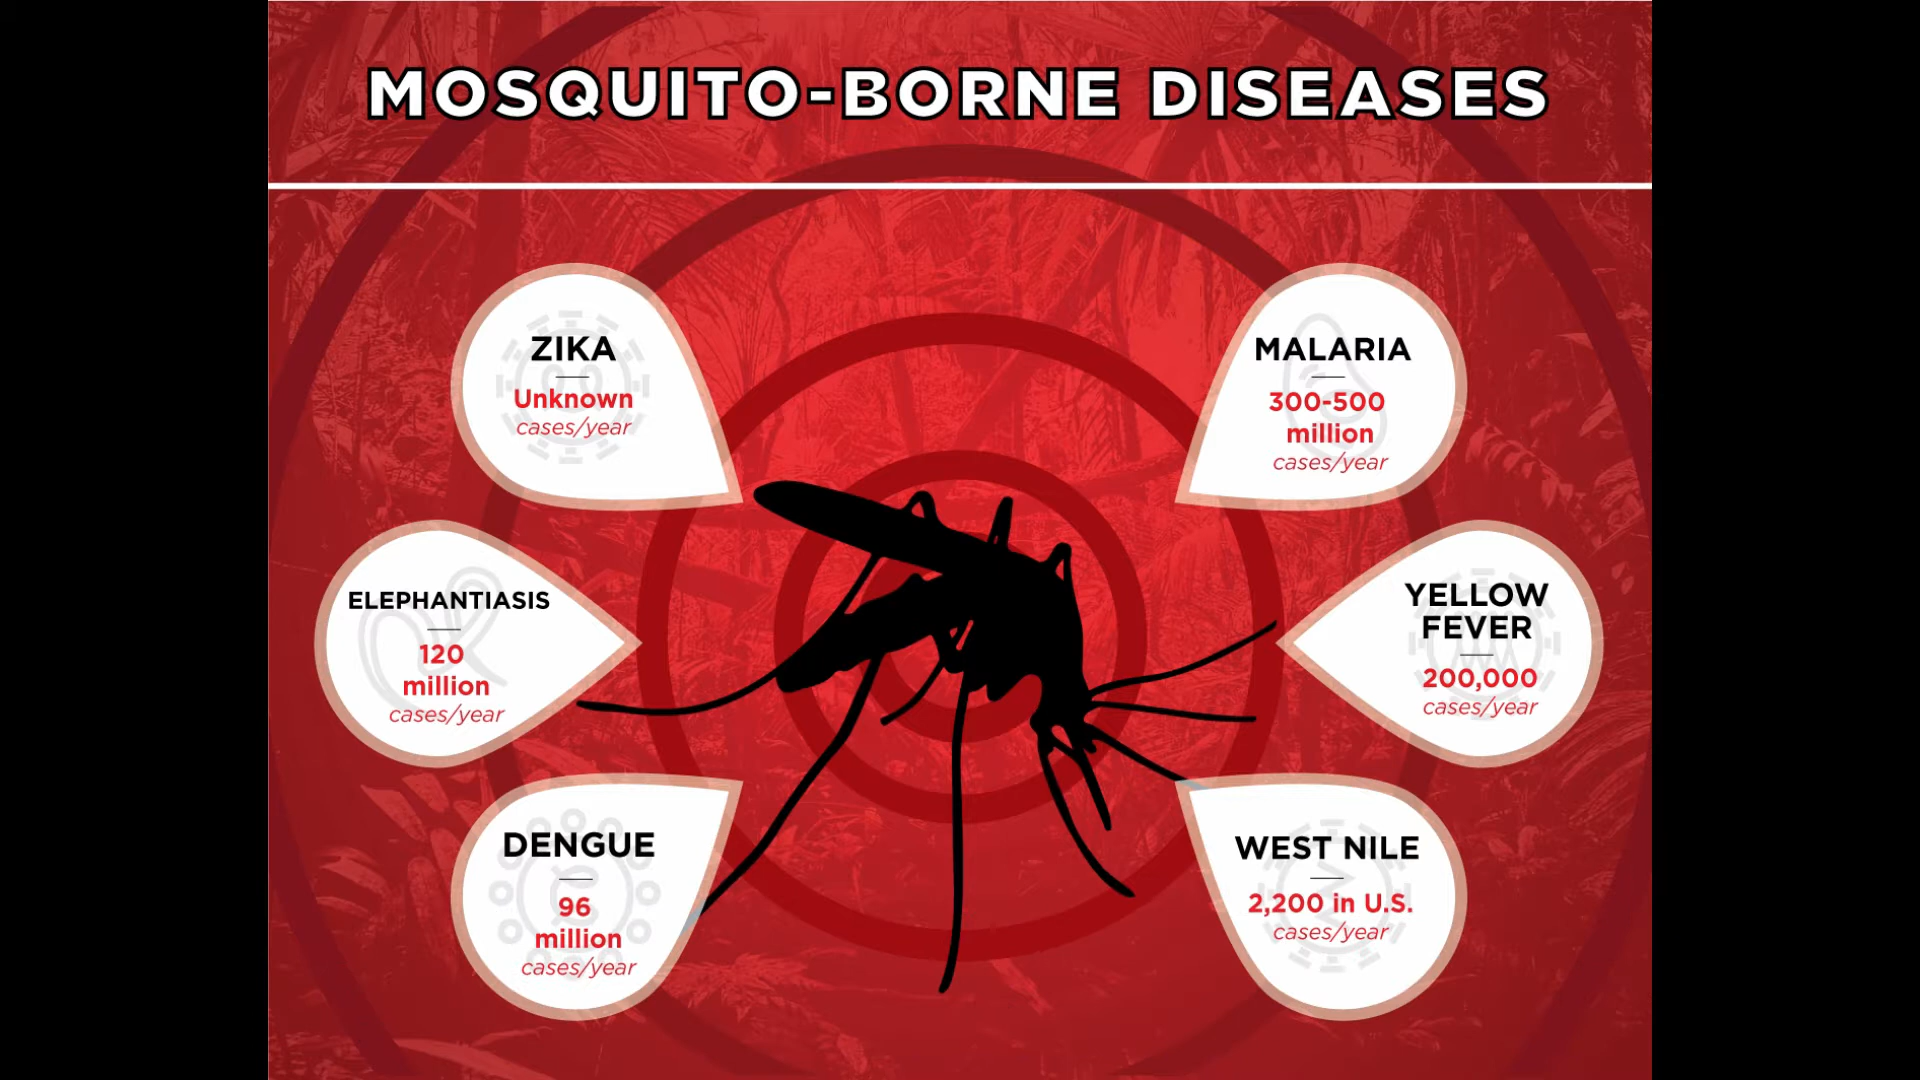 MOSQUITO-BORNE DISEASES
ZIKA
Unknown
cases/year
MALARIA
300-500
million
cases/year
ELEPHANTIASIS
120
million
cases/year
YELLOW
FEVER
200,000
cases/year
DENGUE
96
million
cases/year
WEST NILE
2,200 in U.S.
cases/year